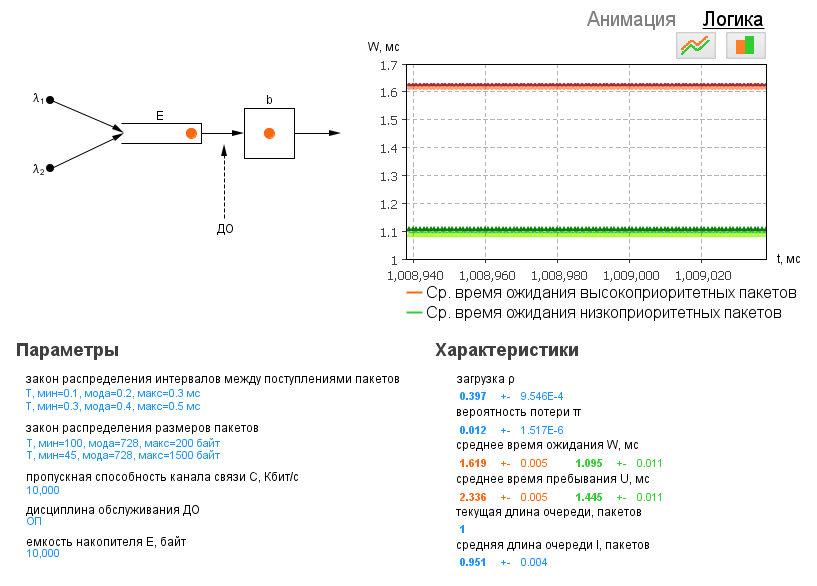 Анимация Логика
W, мс
1.7
1.6
1.5
1.4
1.3
1.2
1.1
1
1,008,940 1,008,960 1,008,980 1,009,000 1,009,020
t, мс
Ср. время ожидания высокоприоритетных пакетов
Ср. время ожидания низкоприоритетных пакетов
λ1
λ2
E
b
ДО
Параметры
закон распределения интервалов между поступлениями пакетов
T, мин=0.1, мода=0.2, макс=0.3 мс
T, мин=0.3, мода=0.4, макс=0.5 мс
закон распределения размеров пакетов
T, мин=100, мода=728, макс=200 байт
T, мин=45, мода=728, макс=1500 байт
пропускная способность канала связи C, Кбит/с
10,000
дисциплина обслуживания ДО
ОП
емкость накопителя E, байт
10,000
Характеристики
загрузка ρ
0.397 +- 9.546E-4
вероятность потери π
0.012 +- 1.517E-6
среднее время ожидания W, мс
1.619 +- 0.005 1.095 +- 0.011
среднее время пребывания U, мс
2.336 +- 0.005 1.445 +- 0.011
текущая длина очереди, пакетов
1
средняя длина очереди l, пакетов
0.951 +- 0.004